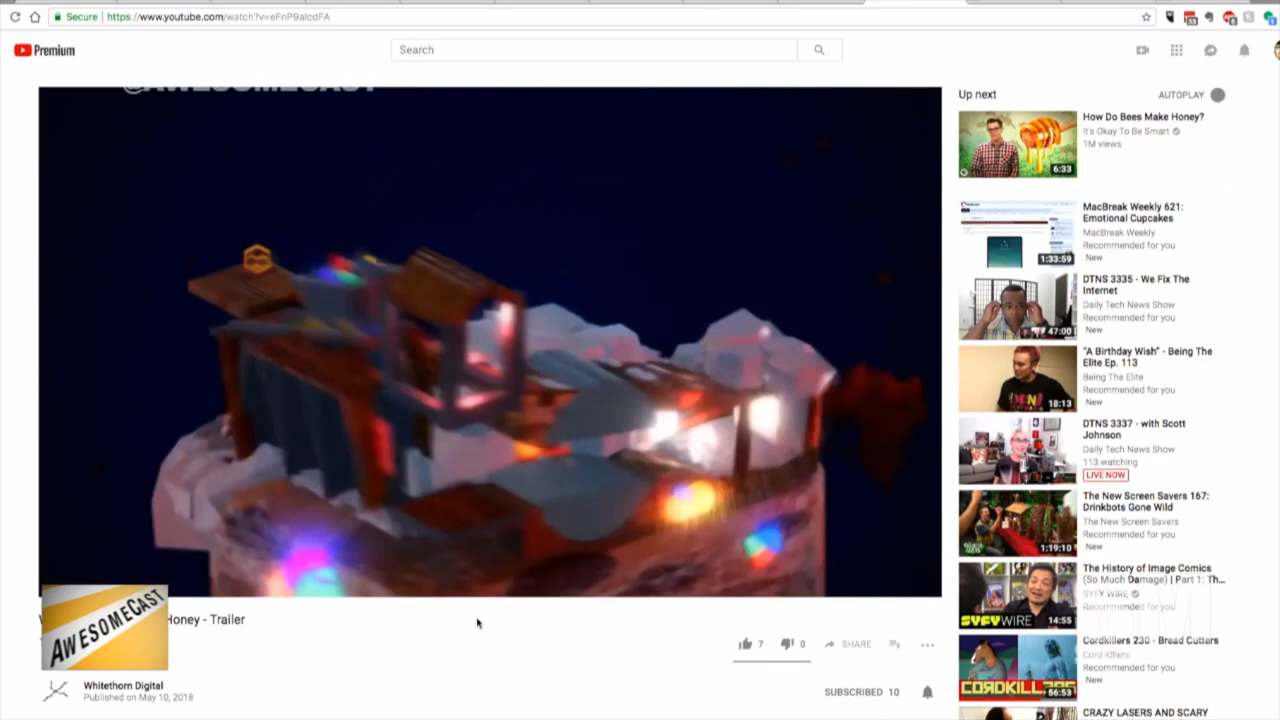 Secure
https://www.youtube.com/watch?v=eFnP9alcdFA
Premium
Search
@AWESOMECAST
Up next
AUTOPLAY
How Do Bees Make Honey?
It's Okay To Be Smart
1M views
6:33
MacBreak Weekly 621:
Emotional Cupcakes
MacBreak Weekly
Recommended for you
New
1:33:59
DTNS 3335 - We Fix The
Internet
Daily Tech News Show
Recommended for you
New
47:00
"A Birthday Wish" - Being The
Elite Ep. 113
Being The Elite
Recommended for you
New
18:13
DTNS 3337 - with Scott
Johnson
Daily Tech News Show
113 watching
LIVE NOW
The New Screen Savers 167:
Drinkbots Gone Wild
The New Screen Savers
Recommended for you
New
1:19:10
The History of Image Comics
(So Much Damage) | Part 1: Th...
SYFY WIRE
Recommended for you
SYFY WIRE
14:55
Cordkillers 230 - Bread Cutters
Cord Killers
Recommended for you
New
CORDKILL
56:53
CRAZY LASERS AND SCARY
Honey - Trailer
AWESOMECAST
7
0
SHARE
Whitethorn Digital
Published on May 10, 2018
SUBSCRIBED 10